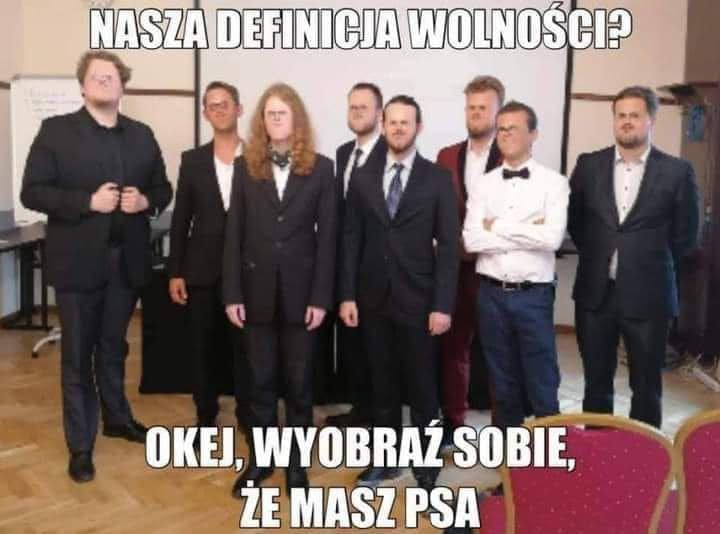 NASZA DEFINICJA WOLNOŚCI?
OKEJ, WYOBRAŹ SOBIE,
ŻE MASZ PSA